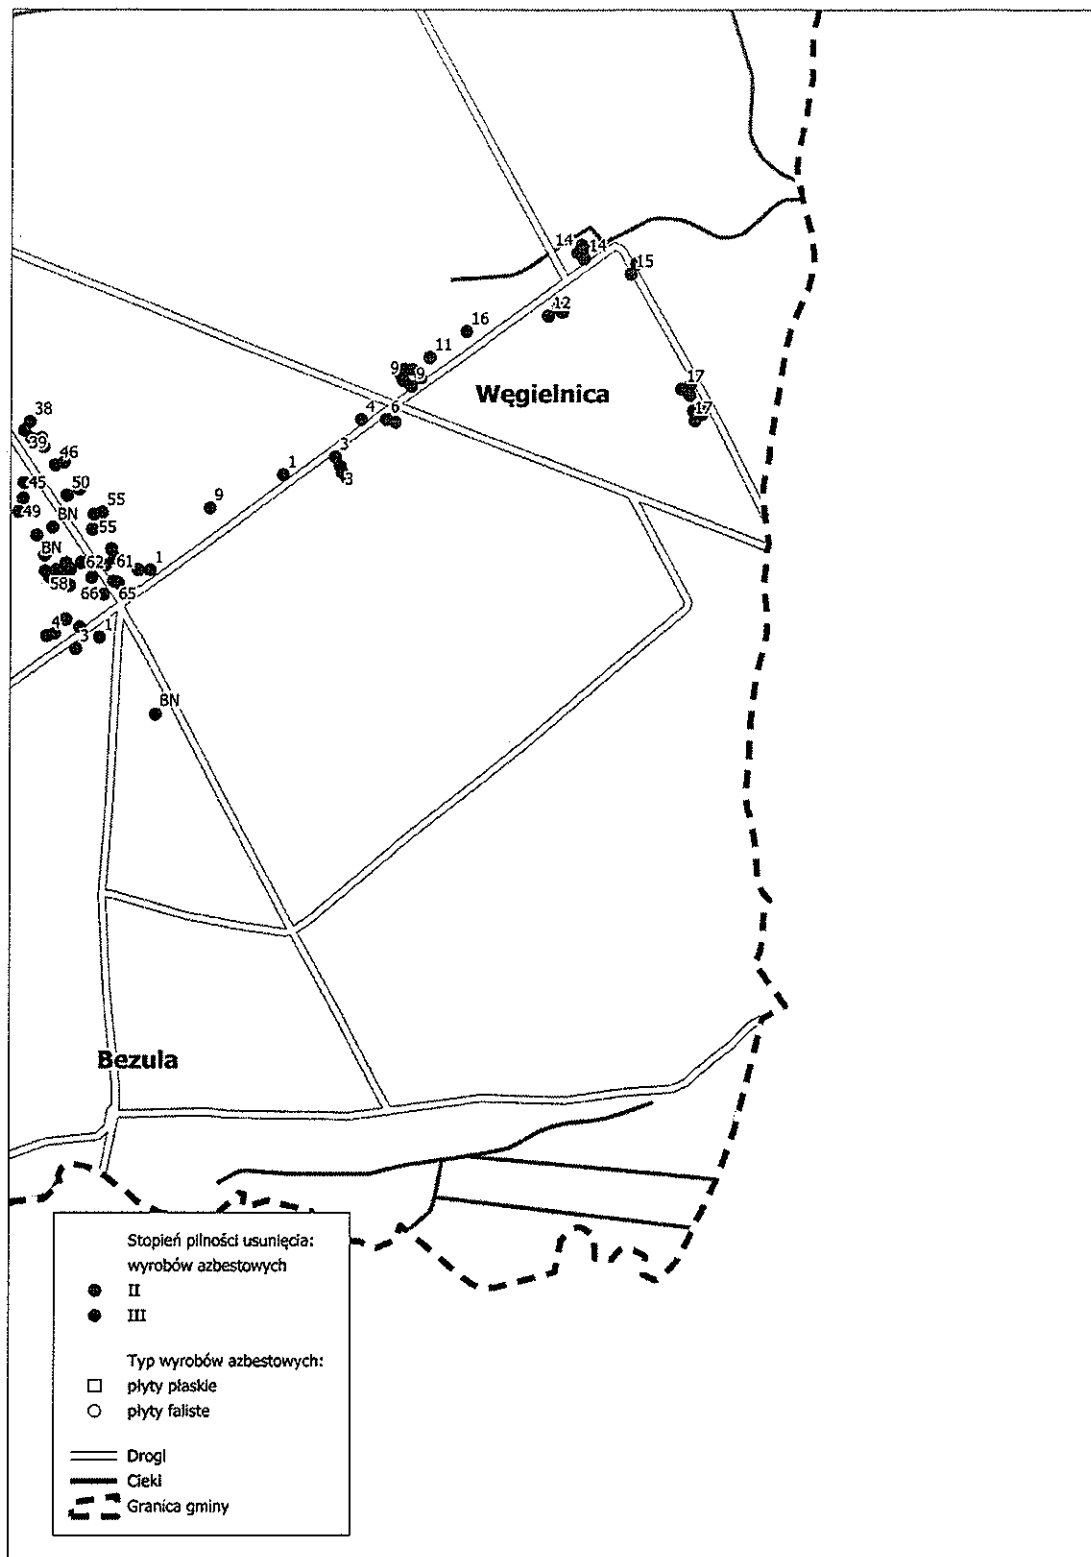 14
14
15
12
16
11
9
9
Węgielnica
17
17
4
6
38
39
3
46
3
1
45
50
9
55
49
BN
55
BN
62
61
1
58
66
65
4
3
1
BN
Bezula
Stopień pilności usunięcia:
wyrobów azbestowych
II
III
Typ wyrobów azbestowych:
płyty płaskie
płyty faliste
Drogi
Cieki
Granica gminy